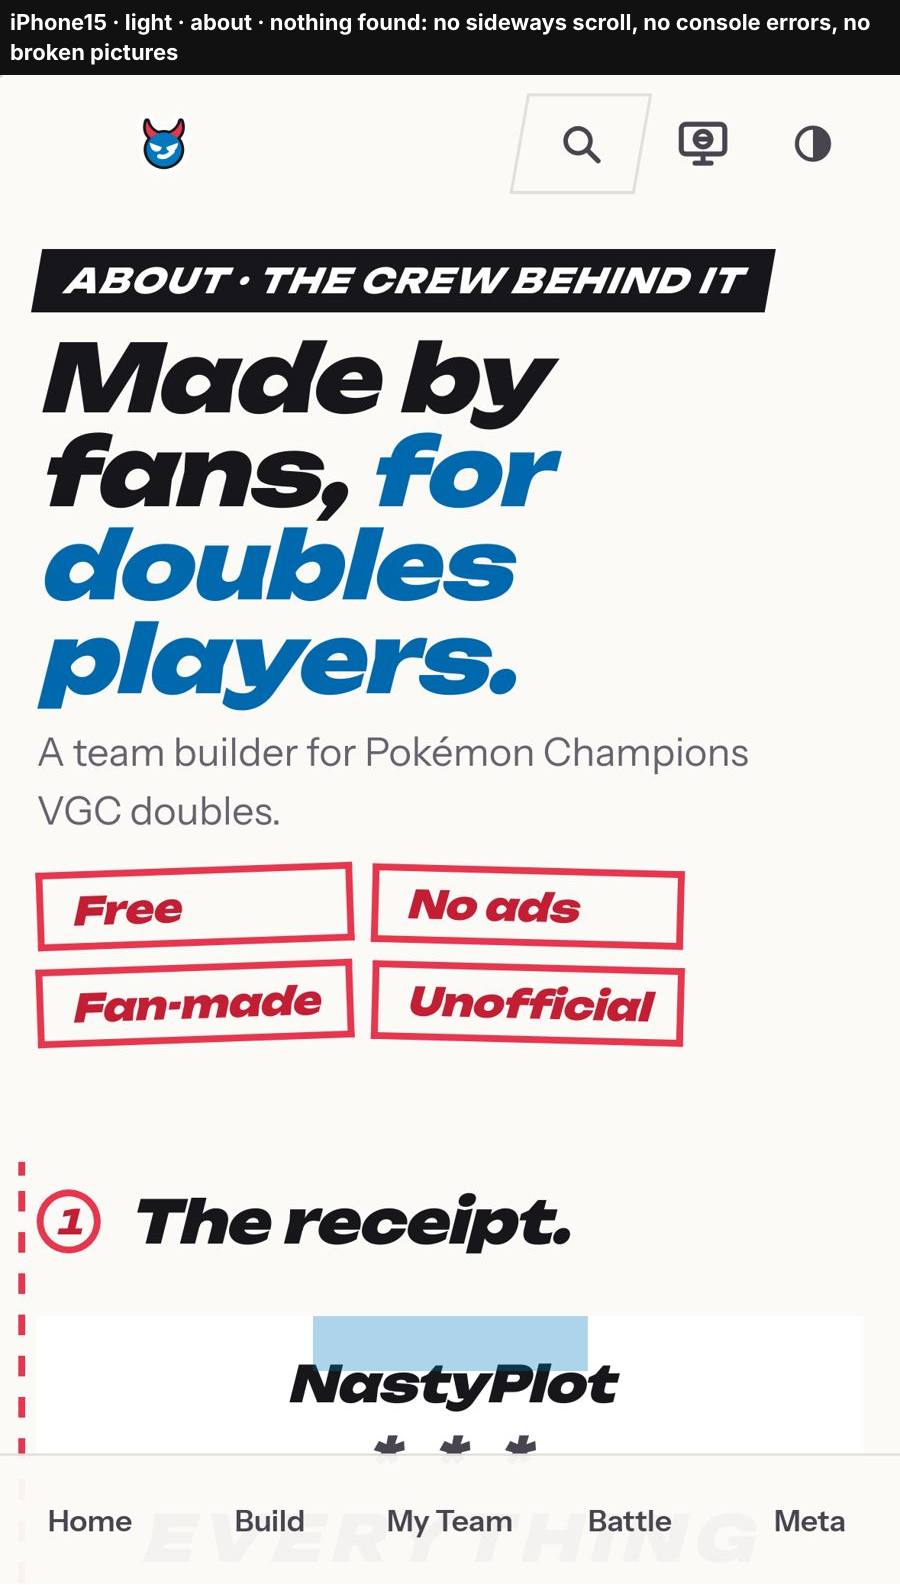 iPhone15 · light · about · nothing found: no sideways scroll, no console errors, no
broken pictures
ABOUT · THE CREW BEHIND IT
Made by
fans, for
doubles
players.
A team builder for Pokémon Champions
VGC doubles.
Free
No ads
Fan-made
Unofficial
1
The receipt.
NastyPlot
* * *
EVERYTHING
Home
Build
My Team
Battle
Meta